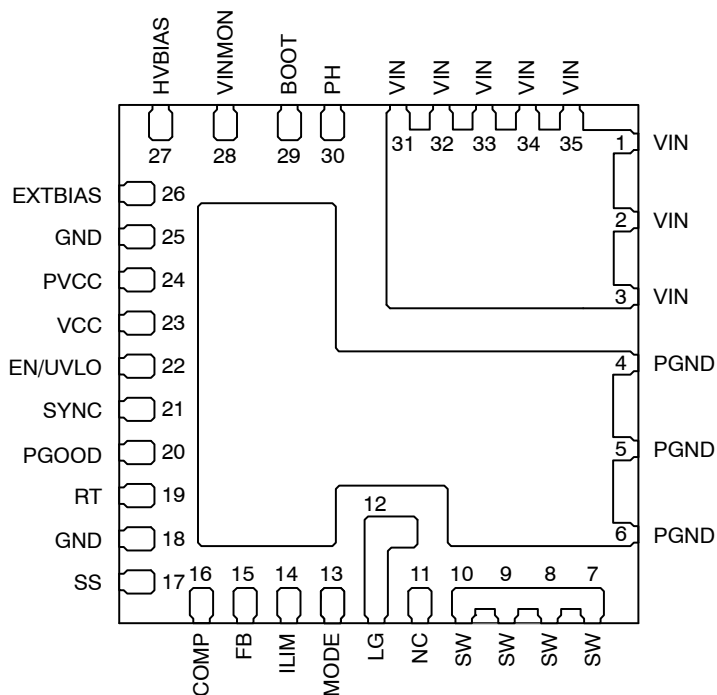 HVBIAS
VINMON
BOOT
PH
VIN
VIN
VIN
VIN
VIN
27
28
29
30
31
32
33
34
35
1 VIN
2 VIN
3 VIN
4 PGND
5 PGND
6 PGND
EXTBIAS 26
GND 25
PVCC 24
VCC 23
EN/UVLO 22
SYNC 21
PGOOD 20
RT 19
GND 18
SS 17
12
16
15
14
13
11
10
9
8
7
COMP
FB
ILIM
MODE
LG
NC
SW
SW
SW
SW